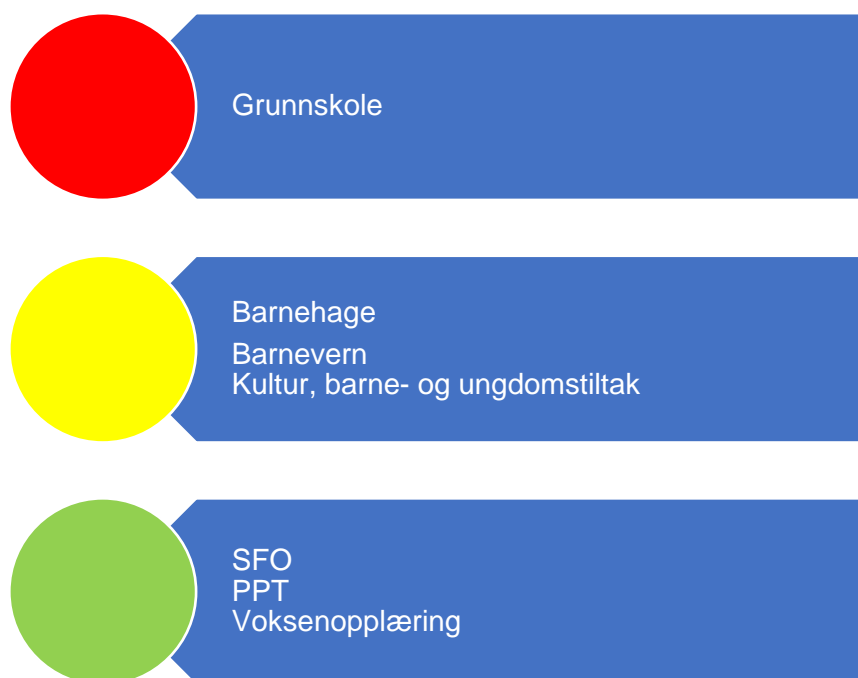 Grunnskole
Barnehage
Barnevern
Kultur, barne- og ungdomstiltak
SFO
PPT
Voksenopplæring